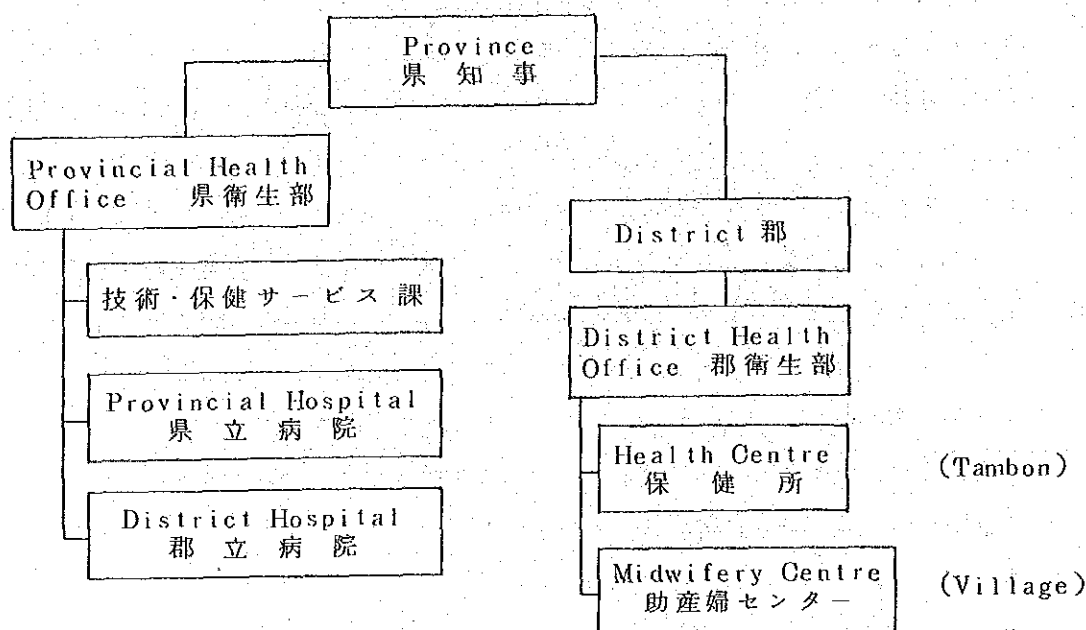 Province
県知事
Provincial Health
Office 県衛生部
技術・保健サービス課
Provincial Hospital
県立病院
District Hospital
郡立病院
District 郡
District Health
Office 郡衛生部
Health Centre
保健所
(Tambon)
Midwifery Centre
助産婦センター
(Village)